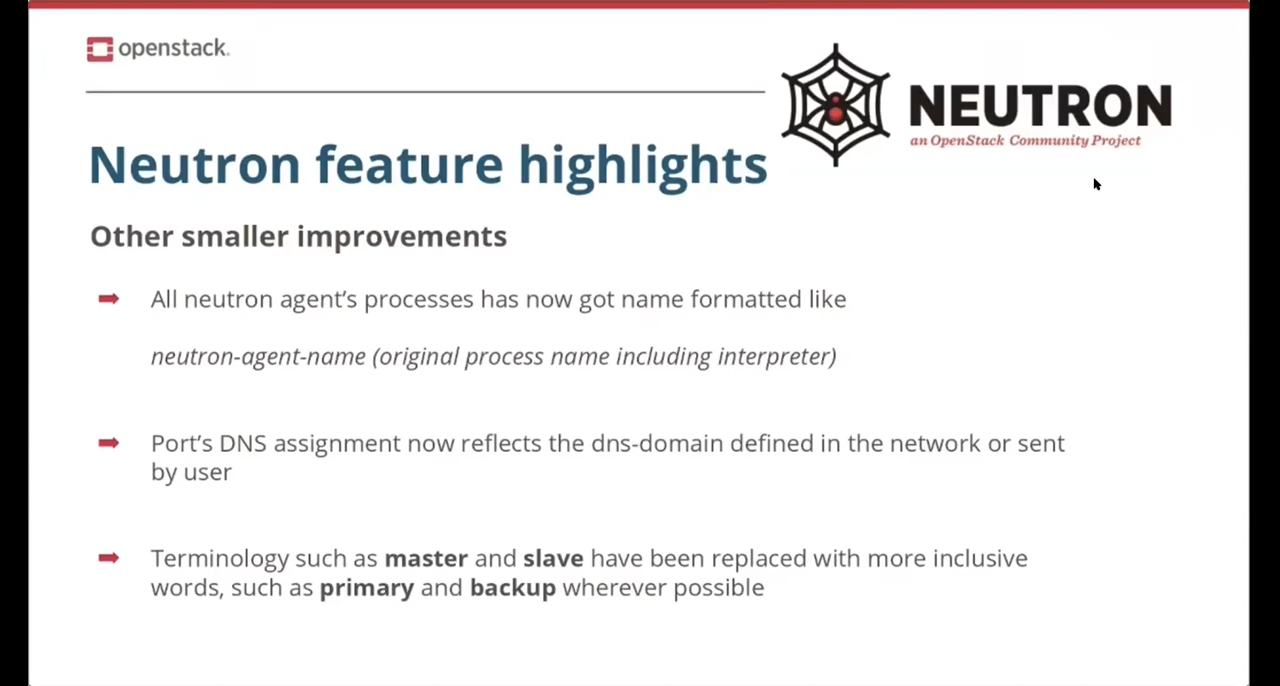 openstack.
NEUTRON
an OpenStack Community Project
Neutron feature highlights
Other smaller improvements
All neutron agent’s processes has now got name formatted like
neutron-agent-name (original process name including interpreter)
Port’s DNS assignment now reflects the dns-domain defined in the network or sent
by user
Terminology such as master and slave have been replaced with more inclusive
words, such as primary and backup wherever possible